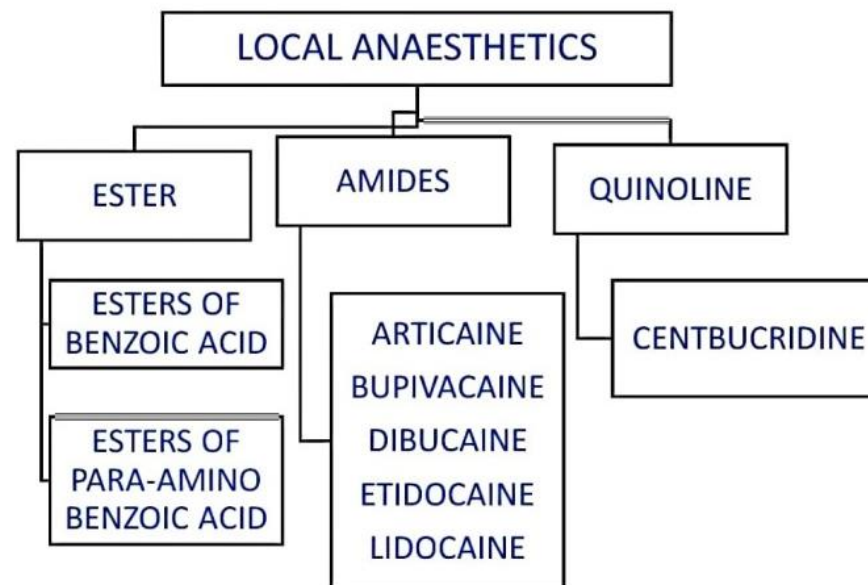 LOCAL ANAESTHETICS
ESTER
AMIDES
QUINOLINE
ESTERS OF
BENZOIC ACID
ESTERS OF
PARA-AMINO
BENZOIC ACID
ARTICAINE
BUPIVACAINE
DIBUCAINE
ETIDOCAINE
LIDOCAINE
CENTBUCRIDINE